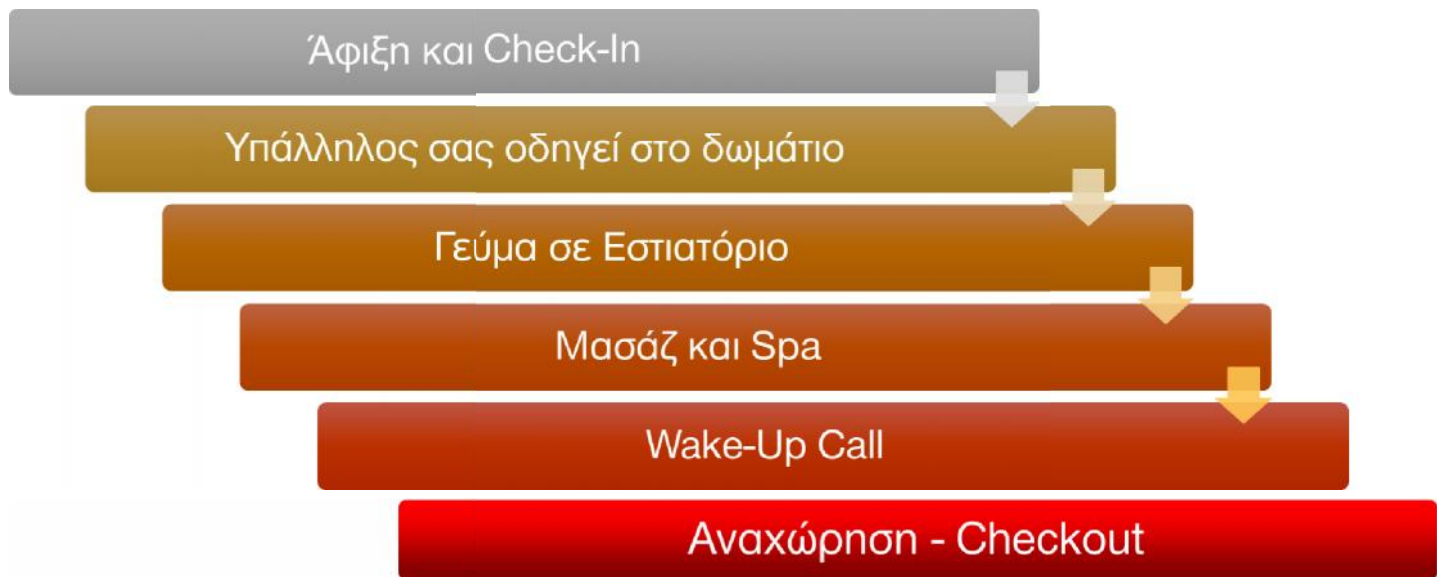 Άφιξη και Check-In
Υπάλληλος σας οδηγεί στο δωμάτιο
Γεύμα σε Εστιατόριο
Μασάζ και Spa
Wake-Up Call
Αναχώρηση - Checkout